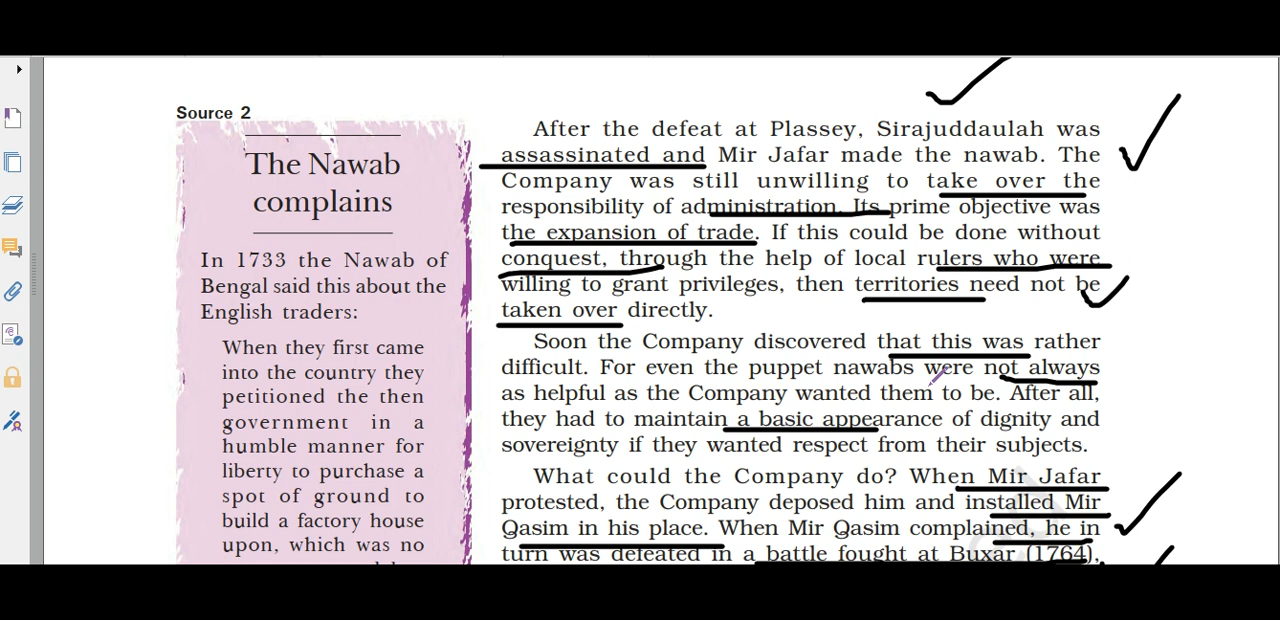 Source 2
The Nawab
complains
In 1733 the Nawab of
Bengal said this about the
English traders:
When they first came
into the country they
petitioned the then
government in a
humble manner for
liberty to purchase a
spot of ground to
build a factory house
upon, which was no
After the defeat at Plassey, Sirajuddaulah was
assassinated and Mir Jafar made the nawab. The
Company was still unwilling to take over the
responsibility of administration. Its prime objective was
the expansion of trade. If this could be done without
conquest, through the help of local rulers who were
willing to grant privileges, then territories need not be
taken over directly.
Soon the Company discovered that this was rather
difficult. For even the puppet nawabs were not always
as helpful as the Company wanted them to be. After all,
they had to maintain a basic appearance of dignity and
sovereignty if they wanted respect from their subjects.
What could the Company do? When Mir Jafar
protested, the Company deposed him and installed Mir
Qasim in his place. When Mir Qasim complained, he in
turn was defeated in a battle fought at Buxar (1764),